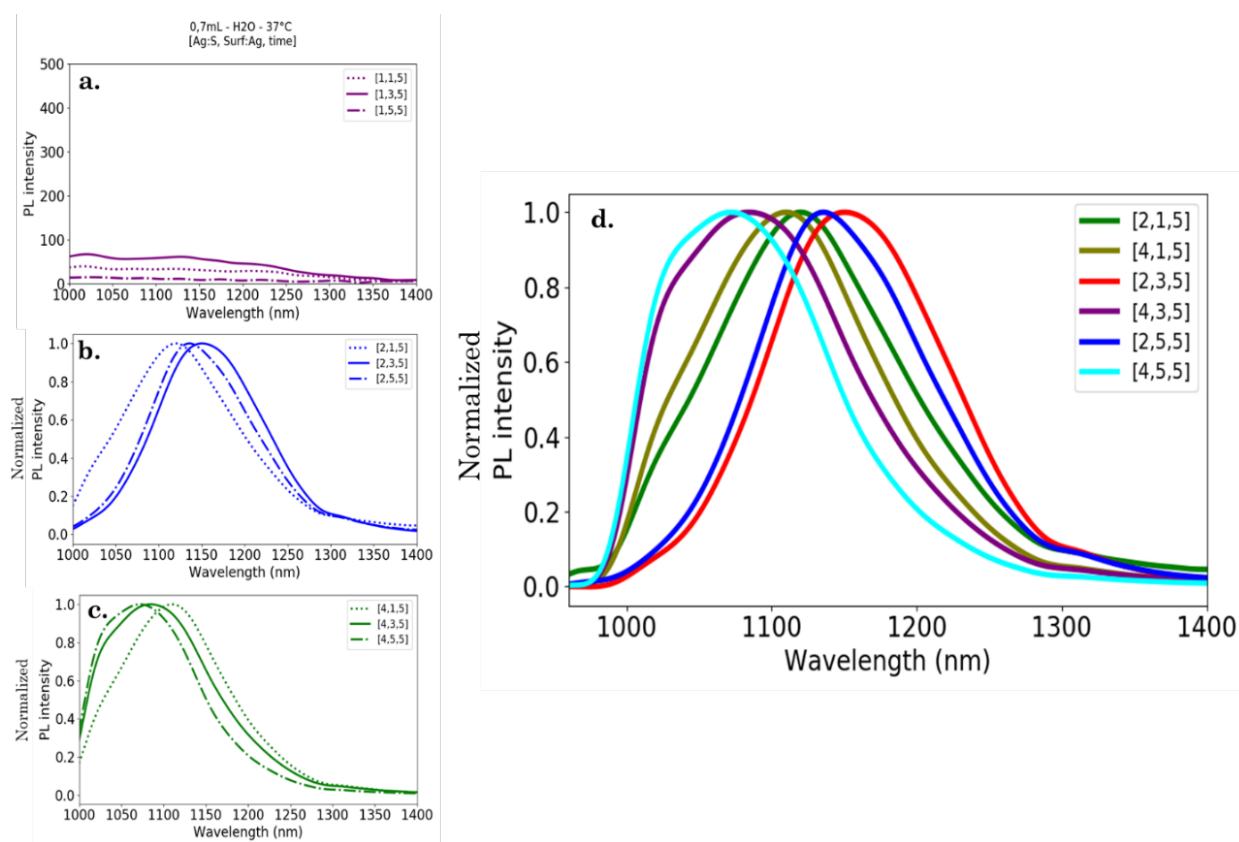 0,7mL - H2O - 37°C
[Ag:S, Surf:Ag, time]
a.
[1,1,5]
[1,3,5]
[1,5,5]
500
400
300
200
100
0
PL intensity
1000 1050 1100 1150 1200 1250 1300 1350 1400
Wavelength (nm)
b.
[2,1,5]
[2,3,5]
[2,5,5]
1.0
0.8
0.6
0.4
0.2
0.0
Normalized
PL intensity
1000 1050 1100 1150 1200 1250 1300 1350 1400
Wavelength (nm)
c.
[4,1,5]
[4,3,5]
[4,5,5]
1.0
0.8
0.6
0.4
0.2
0.0
Normalized
PL intensity
1000 1050 1100 1150 1200 1250 1300 1350 1400
Wavelength (nm)
d.
[2,1,5]
[4,1,5]
[2,3,5]
[4,3,5]
[2,5,5]
[4,5,5]
1.0
0.8
0.6
0.4
0.2
0.0
Normalized
PL intensity
1000 1100 1200 1300 1400
Wavelength (nm)